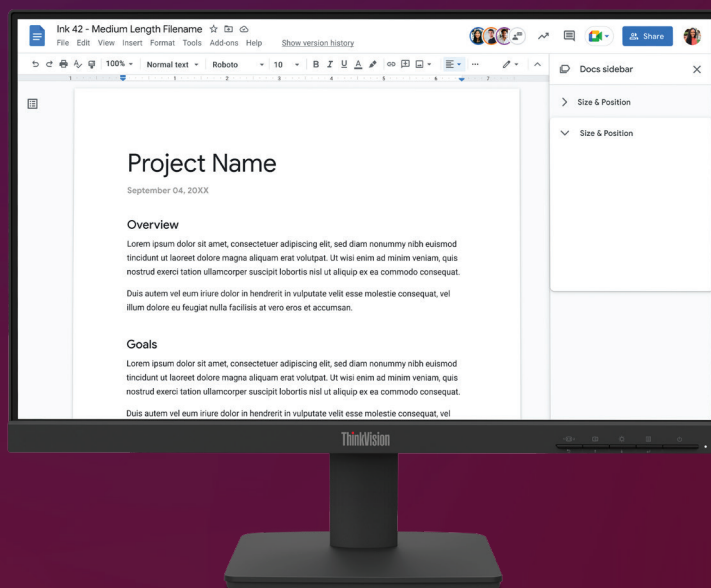 Ink 42 - Medium Length Filename
File Edit View Insert Format Tools Add-ons Help Show version history
Share
100% Normal text Roboto 10 B I U A
Docs sidebar
1 1 2 3 4 5 6 7
Size & Position
Size & Position
Project Name
September 04, 20XX
Overview
Lorem ipsum dolor sit amet, consectetuer adipiscing elit, sed diam nonummy nibh euismod
tincidunt ut laoreet dolore magna aliquam erat volutpat. Ut wisi enim ad minim veniam, quis
nostrud exerci tation ullamcorper suscipit lobortis nisl ut aliquip ex ea commodo consequat.
Duis autem vel eum iriure dolor in hendrerit in vulputate velit esse molestie consequat, vel
illum dolore eu feugiat nulla facilisis at vero eros et accumsan.
Goals
Lorem ipsum dolor sit amet, consectetuer adipiscing elit, sed diam nonummy nibh euismod
tincidunt ut laoreet dolore magna aliquam erat volutpat. Ut wisi enim ad minim veniam, quis
nostrud exerci tation ullamcorper suscipit lobortis nisl ut aliquip ex ea commodo consequat.
Duis autem vel eum iriure dolor in hendrerit in vulputate velit esse molestie consequat, vel
ThinkVision